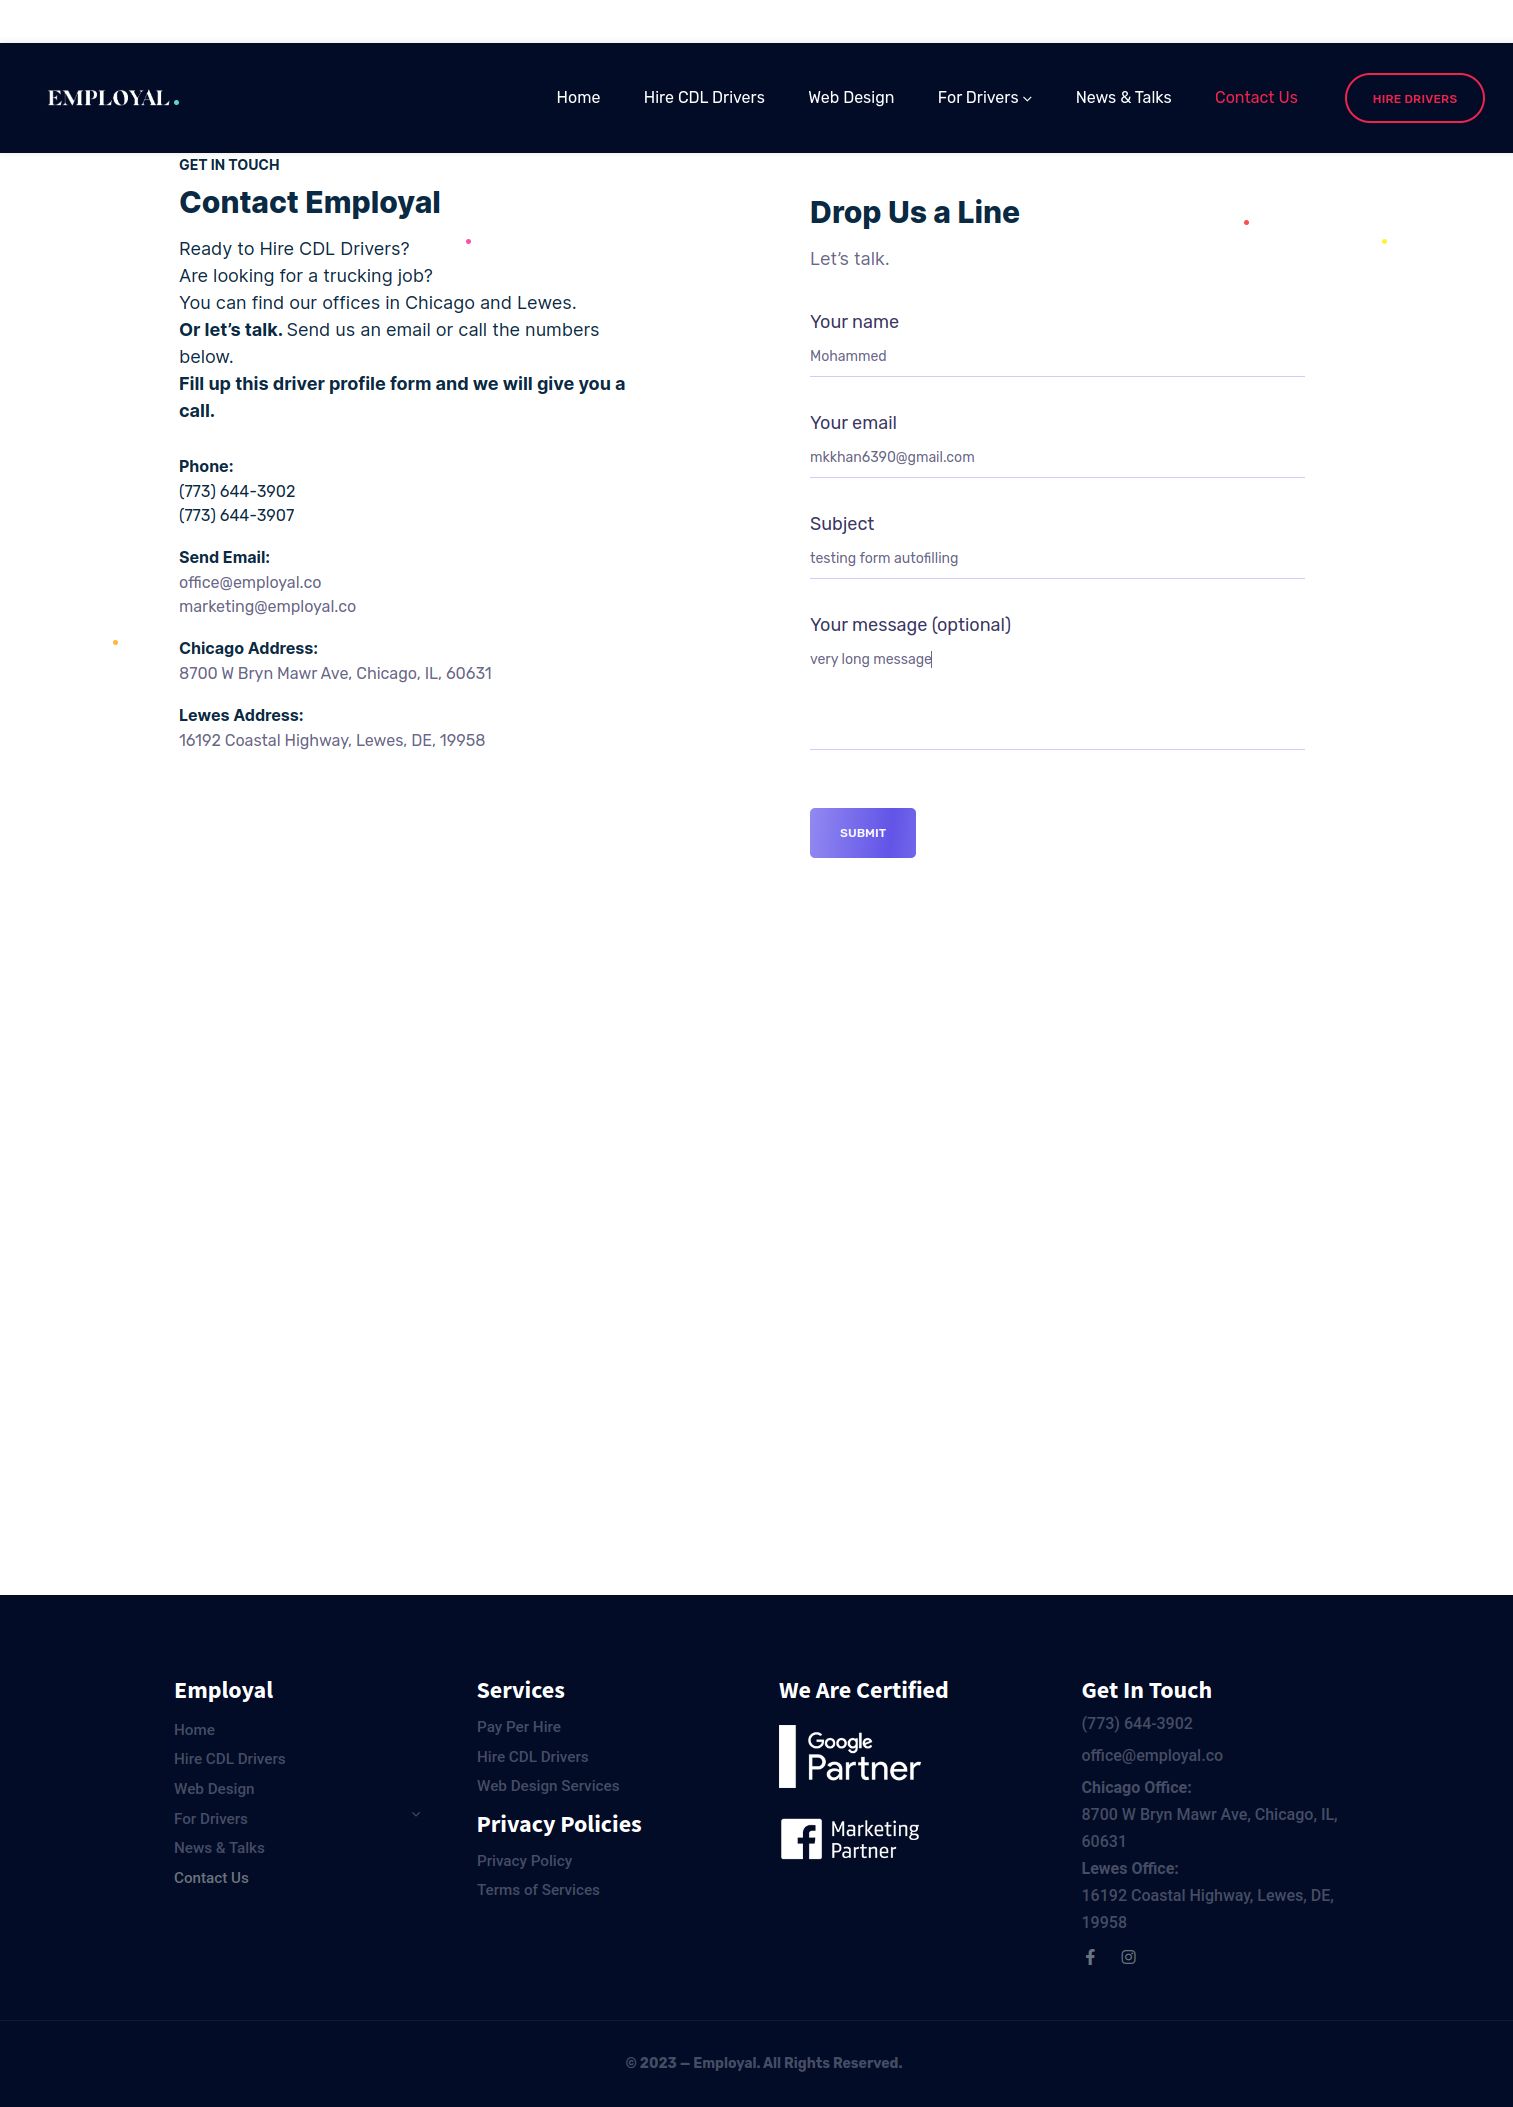 EMPLOYAL
Home
Hire CDL Drivers
Web Design
For Drivers
News & Talks
Contact Us
HIRE DRIVERS
GET IN TOUCH
Contact Employal
Ready to Hire CDL Drivers?
Are looking for a trucking job?
You can find our offices in Chicago and Lewes.
Or let’s talk. Send us an email or call the numbers
below.
Fill up this driver profile form and we will give you a
call.
Phone:
(773) 644-3902
(773) 644-3907
Send Email:
office@employal.co
marketing@employal.co
Chicago Address:
8700 W Bryn Mawr Ave, Chicago, IL, 60631
Lewes Address:
16192 Coastal Highway, Lewes, DE, 19958
Drop Us a Line
Let’s talk.
Your name
Mohammed
Your email
mkkhan6390@gmail.com
Subject
testing form autofilling
Your message (optional)
very long message
SUBMIT
Employal
Home
Hire CDL Drivers
Web Design
For Drivers
News & Talks
Contact Us
Services
Pay Per Hire
Hire CDL Drivers
Web Design Services
Privacy Policies
Privacy Policy
Terms of Services
We Are Certified
Google
Partner
Marketing
Partner
Get In Touch
(773) 644-3902
office@employal.co
Chicago Office:
8700 W Bryn Mawr Ave, Chicago, IL,
60631
Lewes Office:
16192 Coastal Highway, Lewes, DE,
19958
© 2023 – Employal. All Rights Reserved.